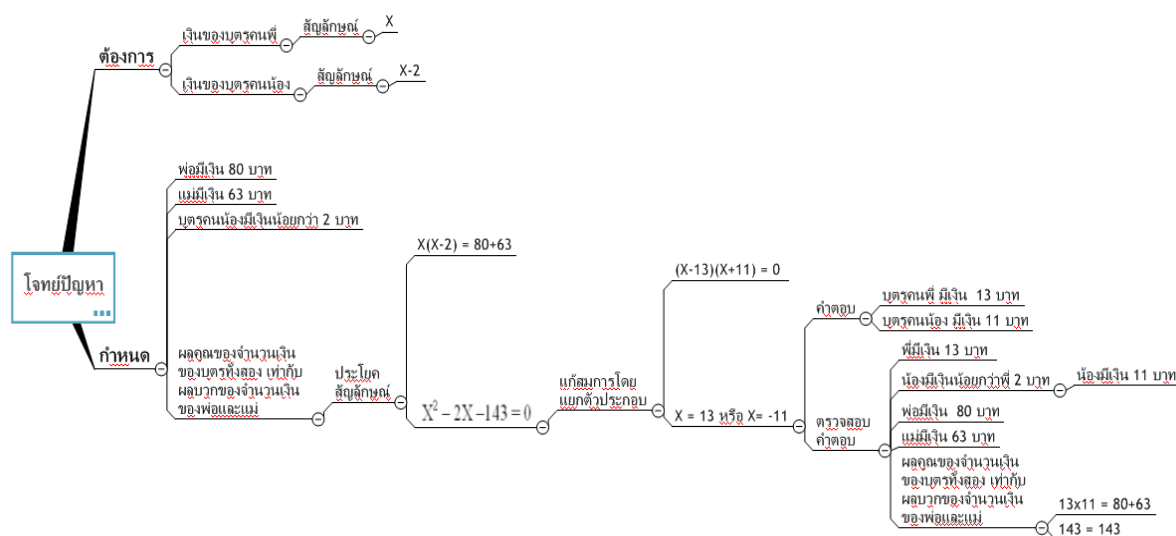 โจทย์ปัญหา
ต้องการ
เงินของบุตรคนพี่
สัญลักษณ์
X
เงินของบุตรคนน้อง
สัญลักษณ์
X-2
กำหนด
พ่อมีเงิน 80 บาท
แม่มีเงิน 63 บาท
บุตรคนน้องมีเงินน้อยกว่า 2 บาท
ผลคูณของจำนวนเงิน
ของบุตรทั้งสอง เท่ากับ
ผลบวกของจำนวนเงิน
ของพ่อและแม่
ประโยค
สัญลักษณ์
X(X-2) = 80+63
X² – 2X – 143 = 0
แก้สมการโดย
แยกตัวประกอบ
(X-13)(X+11) = 0
X = 13 หรือ X= -11
คำตอบ
บุตรคนพี่ มีเงิน 13 บาท
บุตรคนน้อง มีเงิน 11 บาท
ตรวจสอบ
คำตอบ
พี่มีเงิน 13 บาท
น้องมีเงินน้อยกว่าพี่ 2 บาท
น้องมีเงิน 11 บาท
พ่อมีเงิน 80 บาท
แม่มีเงิน 63 บาท
ผลคูณของจำนวนเงิน
ของบุตรทั้งสอง เท่ากับ
ผลบวกของจำนวนเงิน
ของพ่อและแม่
13x11 = 80+63
143 = 143